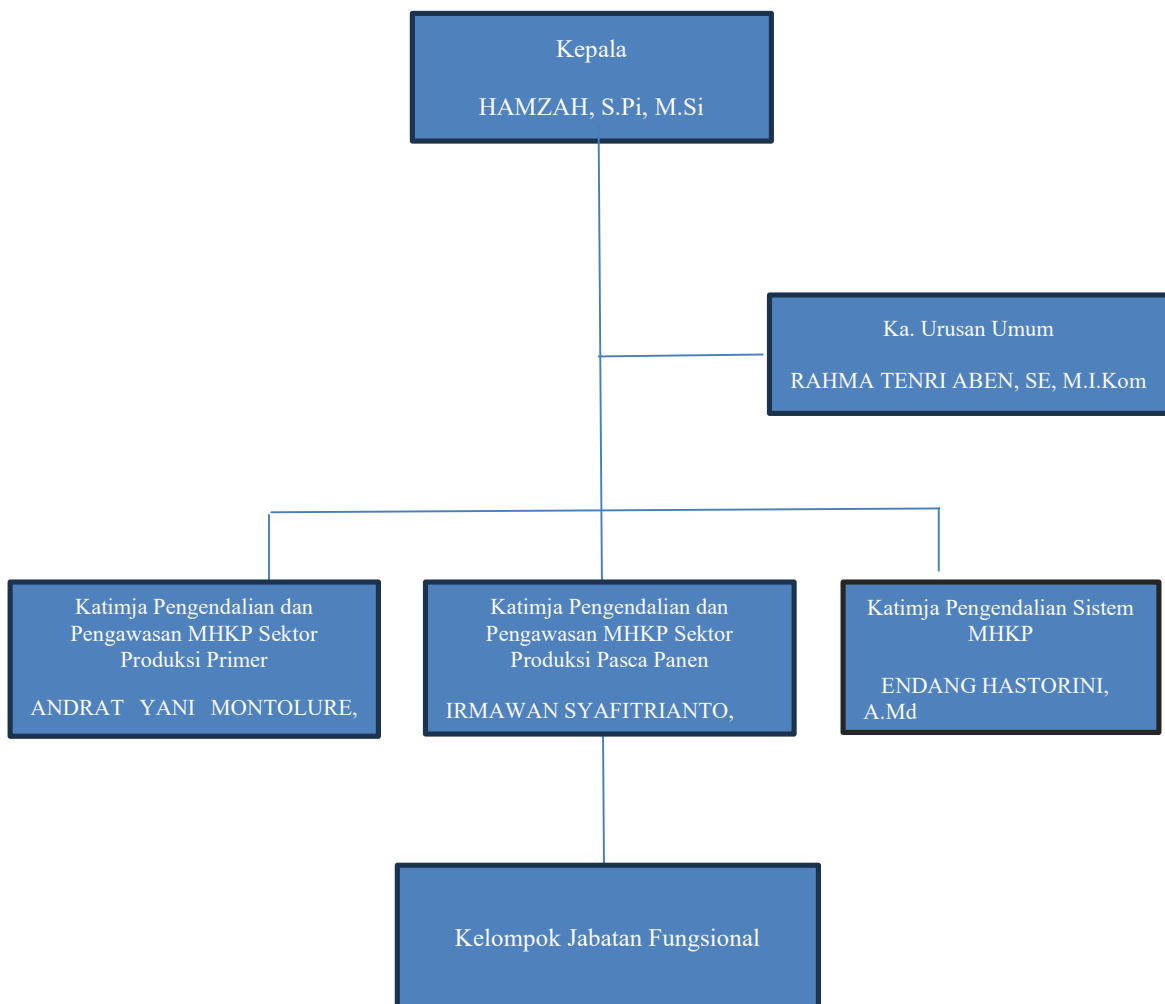 Kepala
HAMZAH, S.Pi, M.Si
Ka. Urusan Umum
RAHMA TENRI ABEN, SE, M.I.Kom
Katimja Pengendalian dan
Pengawasan MHKP Sektor
Produksi Primer
ANDRAT YANI MONTOLURE,
Katimja Pengendalian dan
Pengawasan MHKP Sektor
Produksi Pasca Panen
IRMAWAN SYAFITRIANTO,
Katimja Pengendalian Sistem
MHKP
ENDANG HASTORINI,
A.Md
Kelompok Jabatan Fungsional